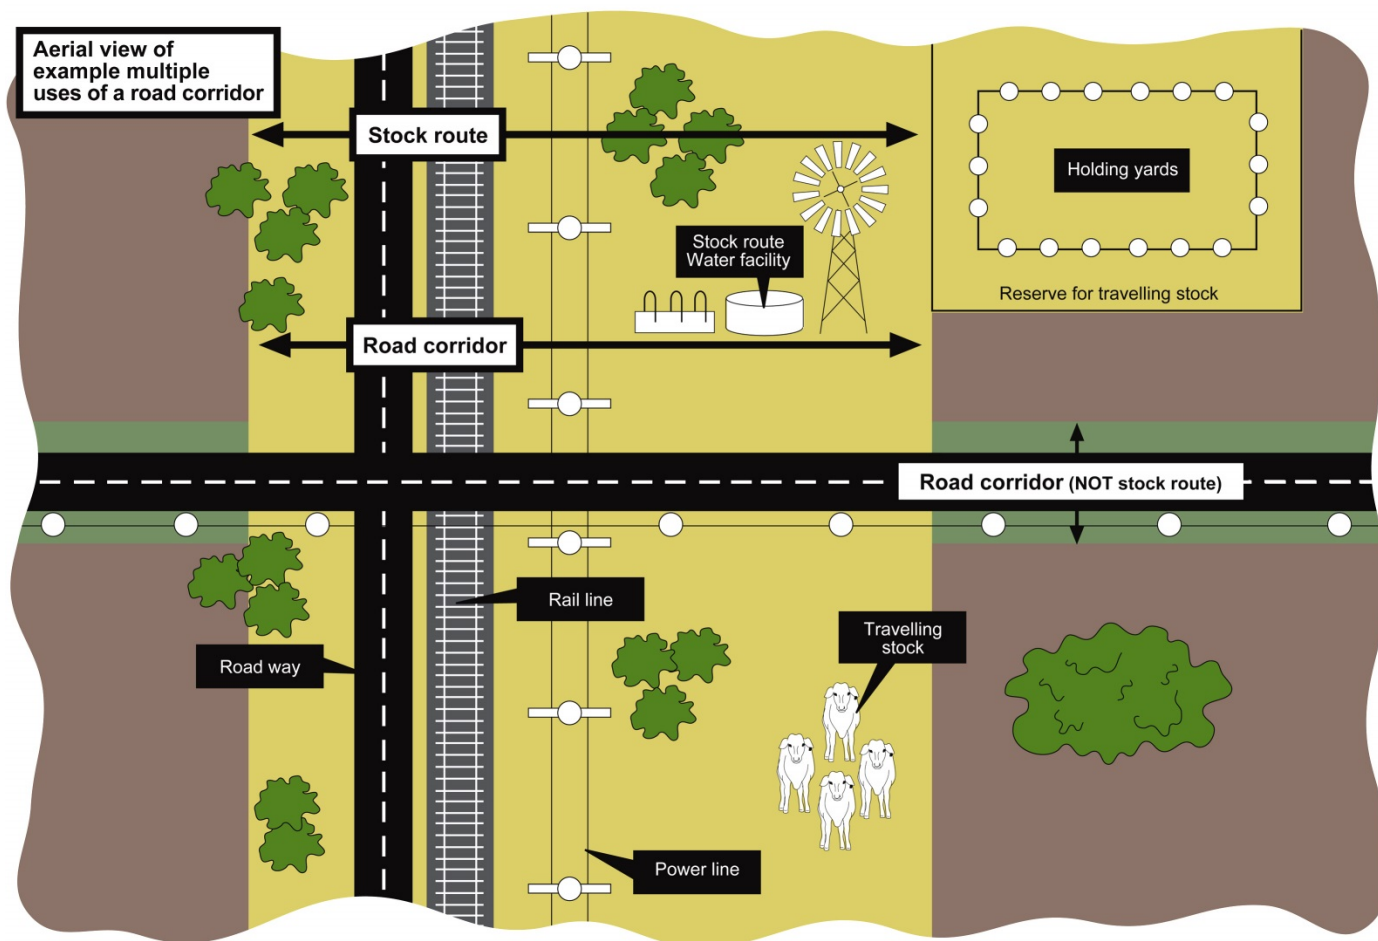 Aerial view of
example multiple
uses of a road corridor
Stock route
Holding yards
Stock route
Water facility
Reserve for travelling stock
Road corridor
Road corridor (NOT stock route)
Rail line
Travelling
stock
Road way
Power line